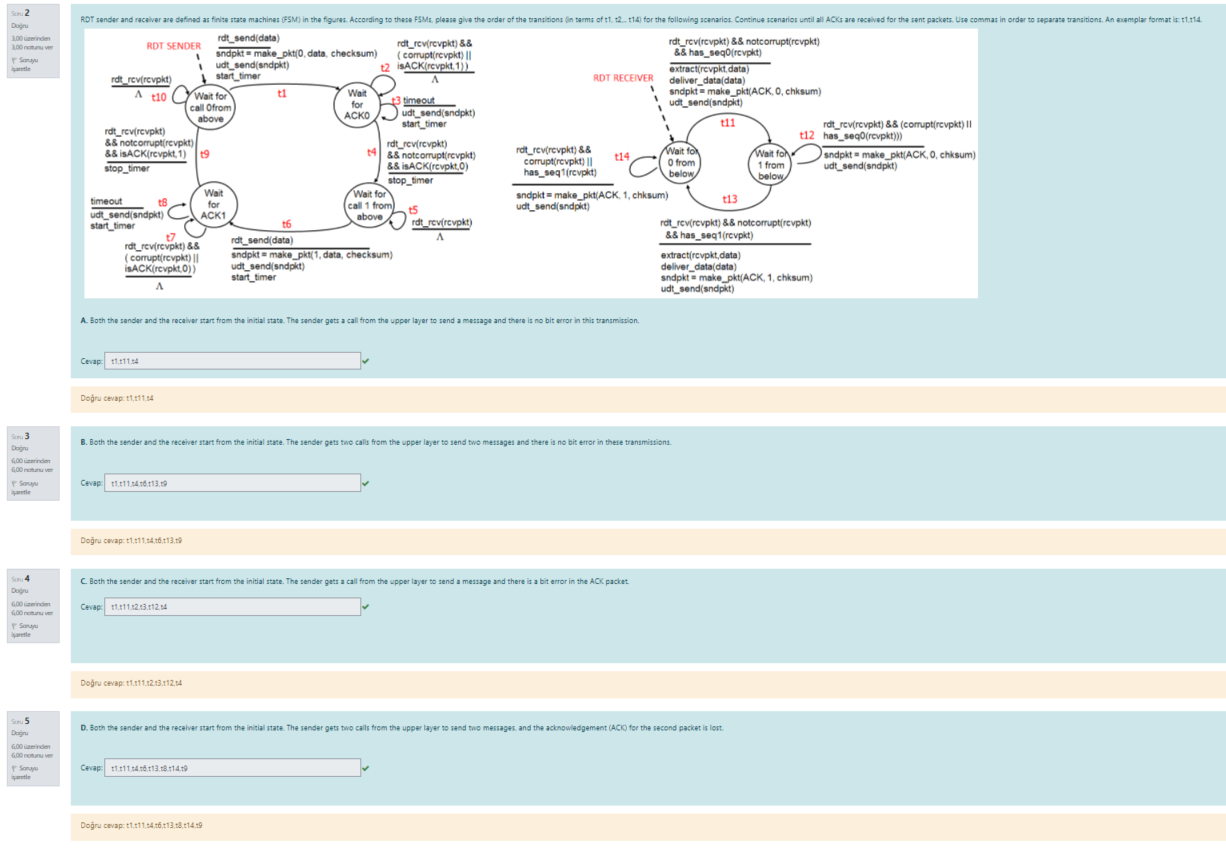 Soru 2
Doğru
3,00 üzerinden
3,00 notunu ver
Soruyu
işaretle
RDT sender and receiver are defined as finite state machines (FSM) in the figures. According to these FSMs, please give the order of the transitions (in terms of t1, t2... t14) for the following scenarios. Continue scenarios until all ACKs are received for the sent packets. Use commas in order to separate transitions. An exemplar format is: t1,t14.
RDT SENDER
rdt_send(data)
sndpkt = make_pkt(0, data, checksum)
udt_send(sndpkt)
start_timer
t1
rdt_rcv(rcvpkt) &&
( corrupt(rcvpkt) ||
isACK(rcvpkt,1) )
Λ
t2
rdt_rcv(rcvpkt)
Λ
t10
Wait for
call 0from
above
Wait
for
ACK0
t3
timeout
udt_send(sndpkt)
start_timer
rdt_rcv(rcvpkt)
&& notcorrupt(rcvpkt)
&& isACK(rcvpkt,1)
stop_timer
t9
t4
rdt_rcv(rcvpkt)
&& notcorrupt(rcvpkt)
&& isACK(rcvpkt,0)
stop_timer
timeout
udt_send(sndpkt)
start_timer
t8
Wait
for
ACK1
Wait for
call 1 from
above
t5
rdt_rcv(rcvpkt)
Λ
t7
rdt_rcv(rcvpkt) &&
( corrupt(rcvpkt) ||
isACK(rcvpkt,0) )
Λ
t6
rdt_send(data)
sndpkt = make_pkt(1, data, checksum)
udt_send(sndpkt)
start_timer
RDT RECEIVER
rdt_rcv(rcvpkt) && notcorrupt(rcvpkt)
&& has_seq0(rcvpkt)
extract(rcvpkt,data)
deliver_data(data)
sndpkt = make_pkt(ACK, 0, chksum)
udt_send(sndpkt)
t11
rdt_rcv(rcvpkt) &&
corrupt(rcvpkt) ||
has_seq1(rcvpkt)
sndpkt = make_pkt(ACK, 1, chksum)
udt_send(sndpkt)
t14
Wait for
0 from
below
Wait for
1 from
below
t12
rdt_rcv(rcvpkt) && (corrupt(rcvpkt) ||
has_seq0(rcvpkt)))
sndpkt = make_pkt(ACK, 0, chksum)
udt_send(sndpkt)
t13
rdt_rcv(rcvpkt) && notcorrupt(rcvpkt)
&& has_seq1(rcvpkt)
extract(rcvpkt,data)
deliver_data(data)
sndpkt = make_pkt(ACK, 1, chksum)
udt_send(sndpkt)
A. Both the sender and the receiver start from the initial state. The sender gets a call from the upper layer to send a message and there is no bit error in this transmission.
Cevap: t1,t11,t4
Doğru cevap: t1,t11,t4
Soru 3
Doğru
6,00 üzerinden
6,00 notunu ver
Soruyu
işaretle
B. Both the sender and the receiver start from the initial state. The sender gets two calls from the upper layer to send two messages and there is no bit error in these transmissions.
Cevap: t1,t11,t4,t6,t13,t9
Doğru cevap: t1,t11,t4,t6,t13,t9
Soru 4
Doğru
6,00 üzerinden
6,00 notunu ver
Soruyu
işaretle
C. Both the sender and the receiver start from the initial state. The sender gets a call from the upper layer to send a message and there is a bit error in the ACK packet.
Cevap: t1,t11,t2,t3,t12,t4
Doğru cevap: t1,t11,t2,t3,t12,t4
Soru 5
Doğru
6,00 üzerinden
6,00 notunu ver
Soruyu
işaretle
D. Both the sender and the receiver start from the initial state. The sender gets two calls from the upper layer to send two messages, and the acknowledgement (ACK) for the second packet is lost.
Cevap: t1,t11,t4,t6,t13,t8,t14,t9
Doğru cevap: t1,t11,t4,t6,t13,t8,t14,t9